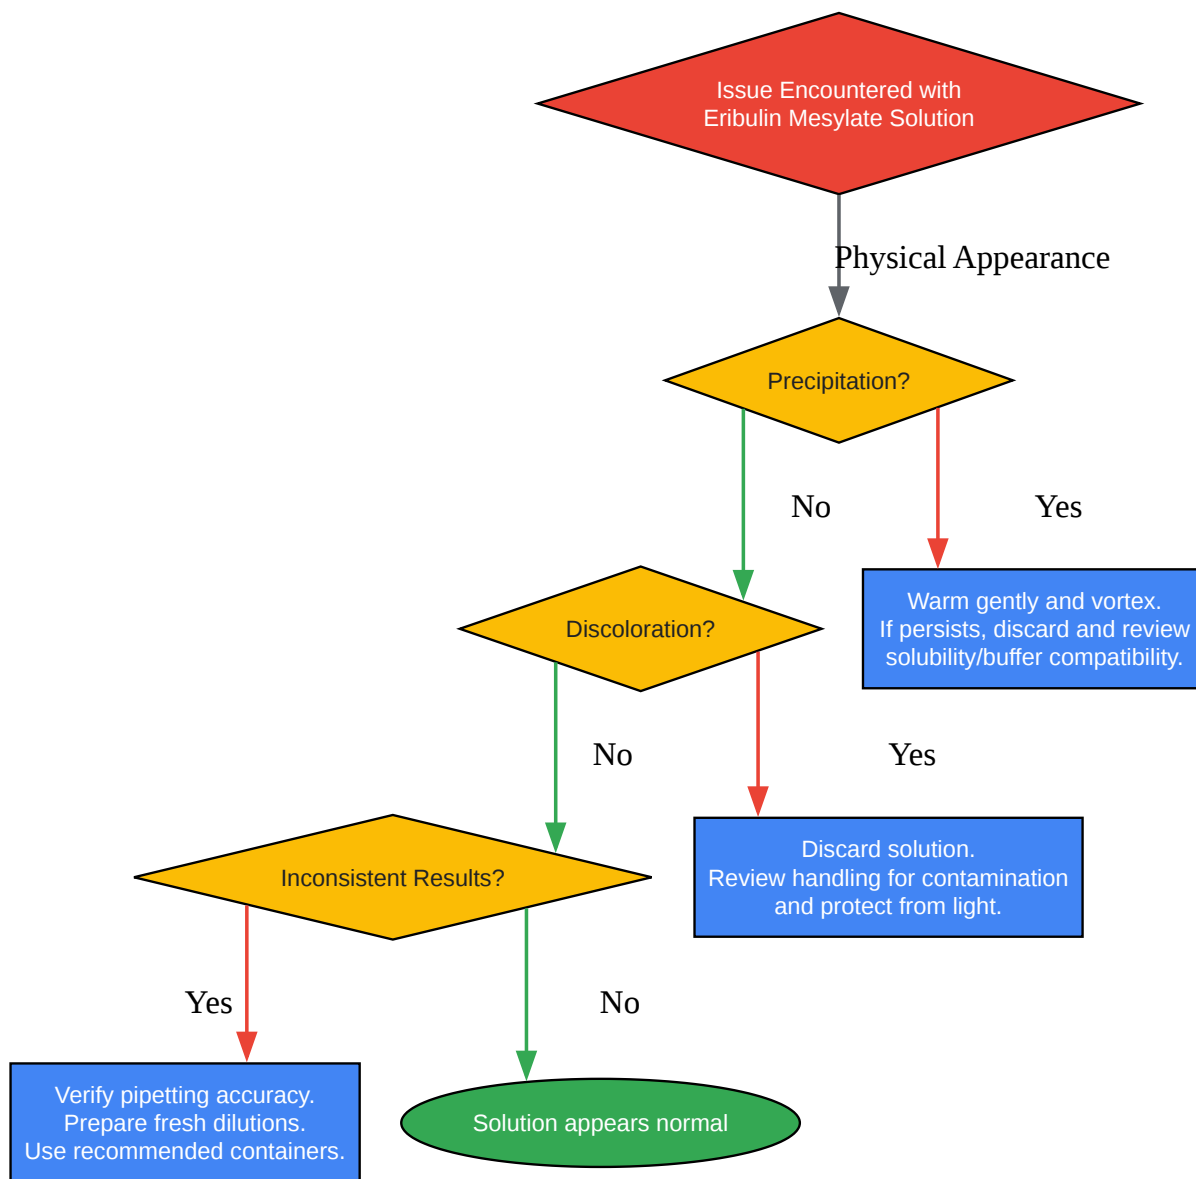 Issue Encountered with
Eribulin Mesylate Solution
Physical Appearance
Precipitation?
No
Yes
Warm gently and vortex.
If persists, discard and review
solubility/buffer compatibility.
Discoloration?
No
Yes
Discard solution.
Review handling for contamination
and protect from light.
Inconsistent Results?
Yes
No
Verify pipetting accuracy.
Prepare fresh dilutions.
Use recommended containers.
Solution appears normal